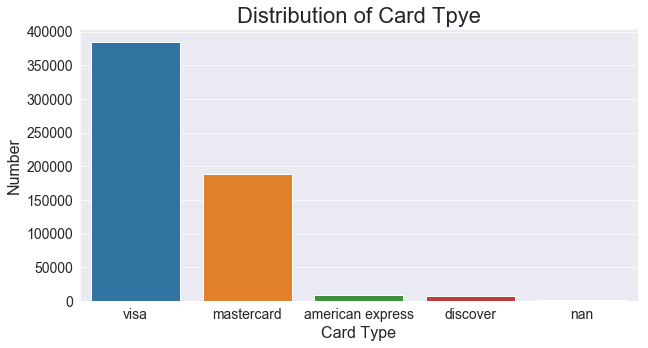 Distribution of Card Tpye
400000
350000
300000
250000
200000
150000
100000
50000
0
Number
visa mastercard american express discover nan
Card Type